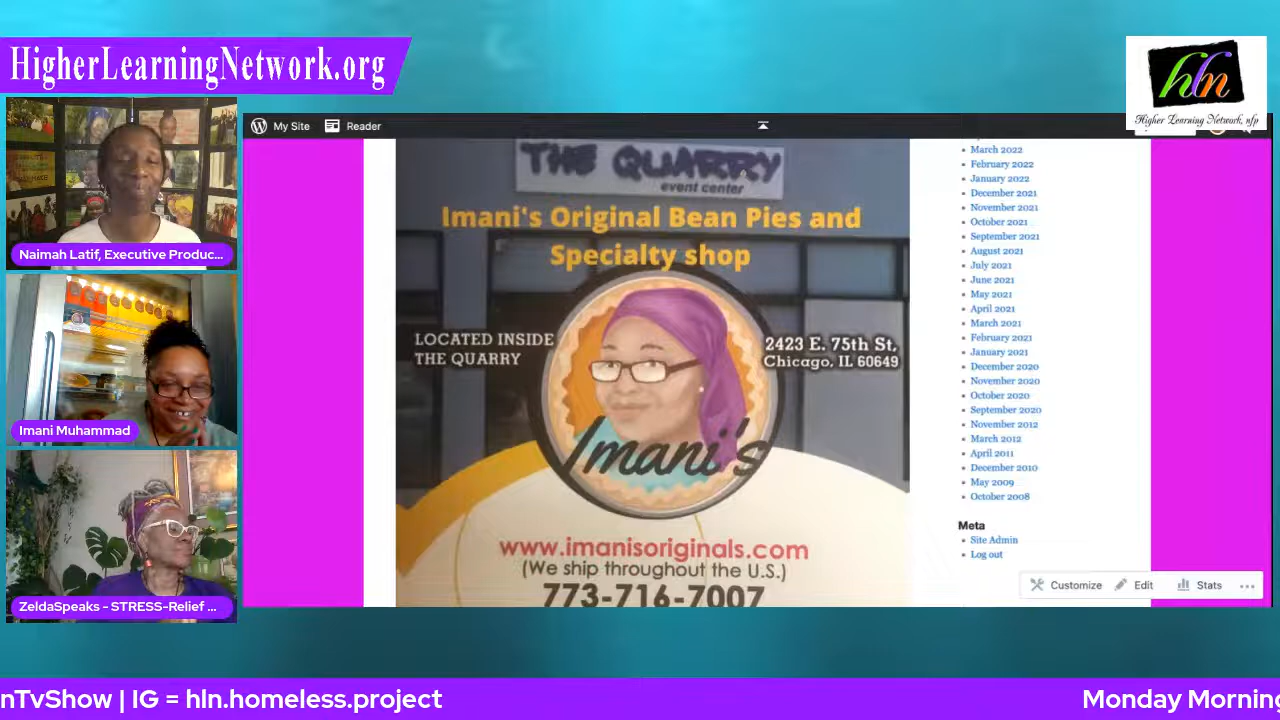 HigherLearningNetwork.org
hln
Higher Learning Network, nfp
My Site
Reader
Naimah Latif, Executive Produc...
Imani Muhammad
ZeldaSpeaks - STRESS-Relief ...
THE QUARRY
event center
Imani's Original Bean Pies and
Specialty shop
LOCATED INSIDE
THE QUARRY
2423 E. 75th St,
Chicago, IL 60649
Imani's
www.imanisoriginals.com
(We ship throughout the U.S.)
773-716-7007
March 2022
February 2022
January 2022
December 2021
November 2021
October 2021
September 2021
August 2021
July 2021
June 2021
May 2021
April 2021
March 2021
February 2021
January 2021
December 2020
November 2020
October 2020
September 2020
November 2012
March 2012
April 2011
December 2010
May 2009
October 2008
Meta
Site Admin
Log out
Customize
Edit
Stats
nTvShow | IG = hln.homeless.project
Monday Morning